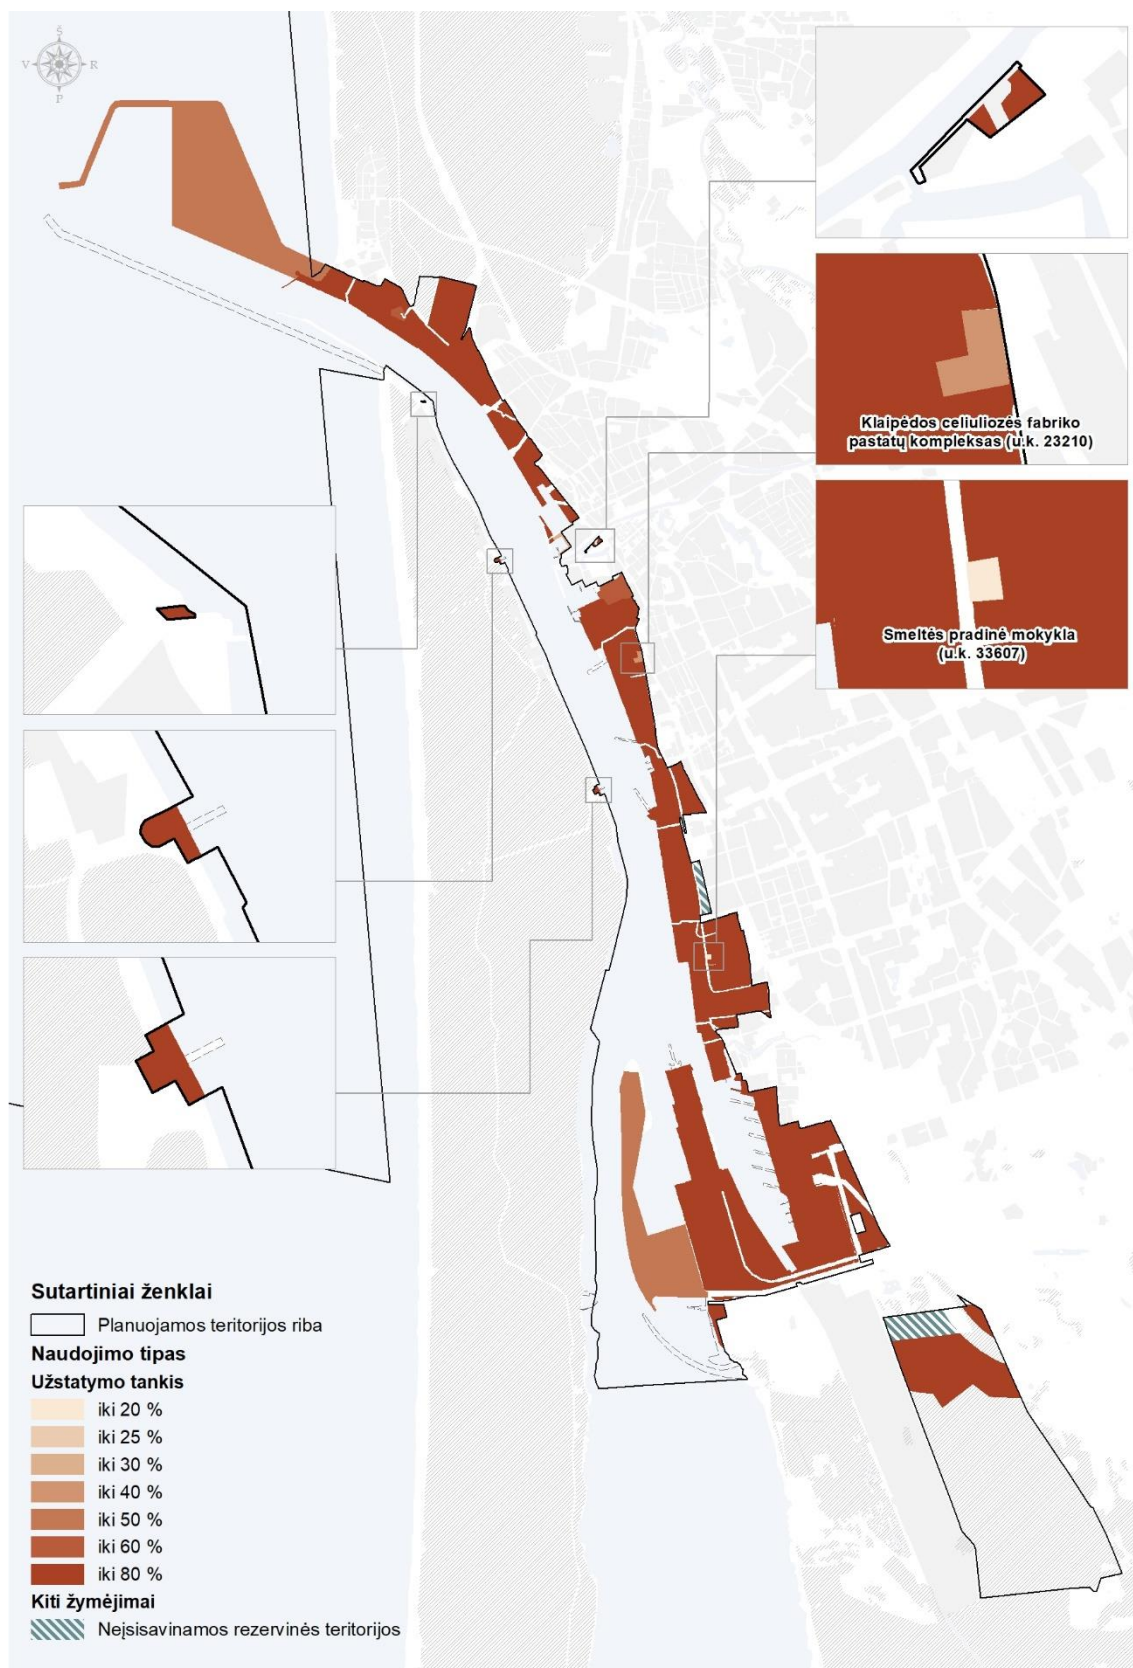 Š
V
R
P
Klaipėdos celiuliozės fabriko
pastatų kompleksas (u.k. 23210)
Smeltės pradinė mokykla
(u.k. 33607)
Sutartiniai ženklai
Planuojamos teritorijos riba
Naudojimo tipas
Užstatymo tankis
iki 20 %
iki 25 %
iki 30 %
iki 40 %
iki 50 %
iki 60 %
iki 80 %
Kiti žymėjimai
Neįsisavinamos rezervinės teritorijos